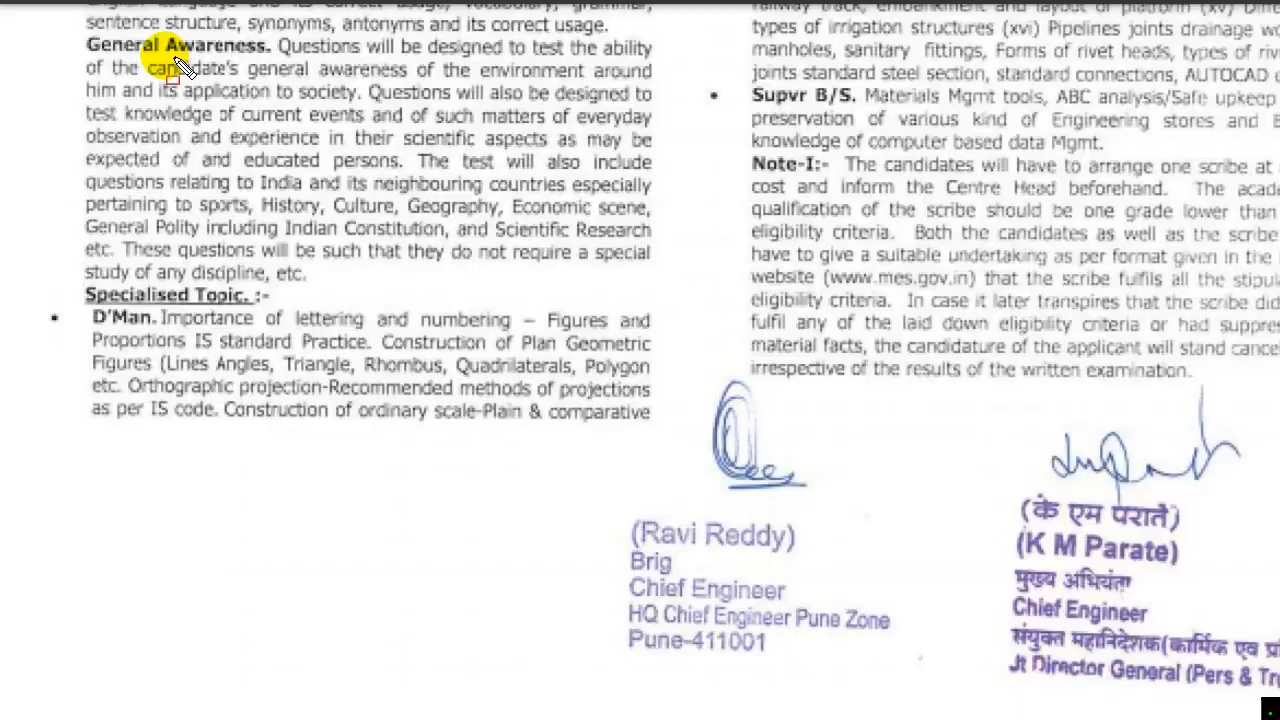 sentence structure, synonyms, antonyms and its correct usage.
General Awareness. Questions will be designed to test the ability
of the candidate's general awareness of the environment around
him and its application to society. Questions will also be designed to
test knowledge of current events and of such matters of everyday
observation and experience in their scientific aspects as may be
expected of and educated persons. The test will also include
questions relating to India and its neighbouring countries especially
pertaining to sports, History, Culture, Geography, Economic scene,
General Polity including Indian Constitution, and Scientific Research
etc. These questions will be such that they do not require a special
study of any discipline, etc.
Specialised Topic. :-
• D'Man. Importance of lettering and numbering – Figures and
Proportions IS standard Practice. Construction of Plan Geometric
Figures (Lines Angles, Triangle, Rhombus, Quadrilaterals, Polygon
etc. Orthographic projection-Recommended methods of projections
as per IS code. Construction of ordinary scale-Plain & comparative
railway track, embankment and layout of platform (xv)
types of irrigation structures (xvi) Pipelines joints drainage
manholes, sanitary fittings, Forms of rivet heads, types of
joints standard steel section, standard connections, AUTOCAD
• Supvr B/S. Materials Mgmt tools, ABC analysis/Safe upkeep
preservation of various kind of Engineering stores and
knowledge of computer based data Mgmt.
Note-I:- The candidates will have to arrange one scribe at
cost and inform the Centre Head beforehand. The
qualification of the scribe should be one grade lower than
eligibility criteria. Both the candidates as well as the scribe
have to give a suitable undertaking as per format given in the
website (www.mes.gov.in) that the scribe fulfils all the
eligibility criteria. In case it later transpires that the scribe
fulfil any of the laid down eligibility criteria or had
material facts, the candidature of the applicant will stand
irrespective of the results of the written examination.
(Ravi Reddy)
Brig
Chief Engineer
HQ Chief Engineer Pune Zone
Pune-411001
(के एम पराते)
(K M Parate)
मुख्य अभियंता
Chief Engineer
संयुक्त महानिदेशक(कार्मिक एव
Jt Director General (Pers &